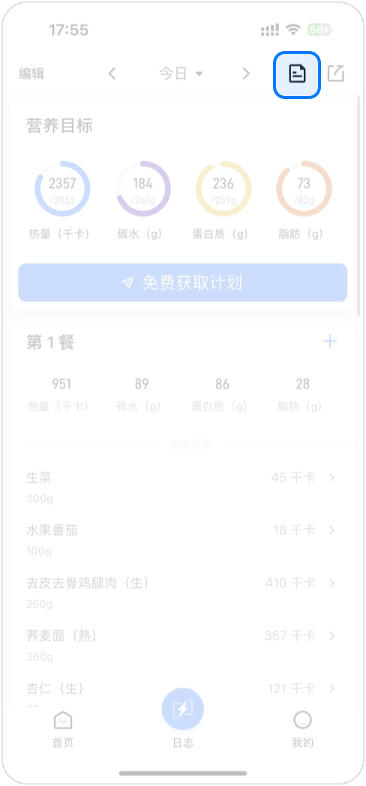 17:55
56
编辑
今日
营养目标
2357 184 236 73
/2853 /267g /259g /83g
热量（千卡） 碳水（g） 蛋白质（g） 脂肪（g）
免费获取计划
第 1 餐
951 89 86 28
热量（千卡） 碳水（g） 蛋白质（g） 脂肪（g）
生菜 45 千卡
300g
水果番茄 18 千卡
100g
去皮去骨鸡腿肉（生） 410 千卡
250g
荞麦面（熟） 357 千卡
360g
杏仁（生） 121 千卡
首页 日志 我的